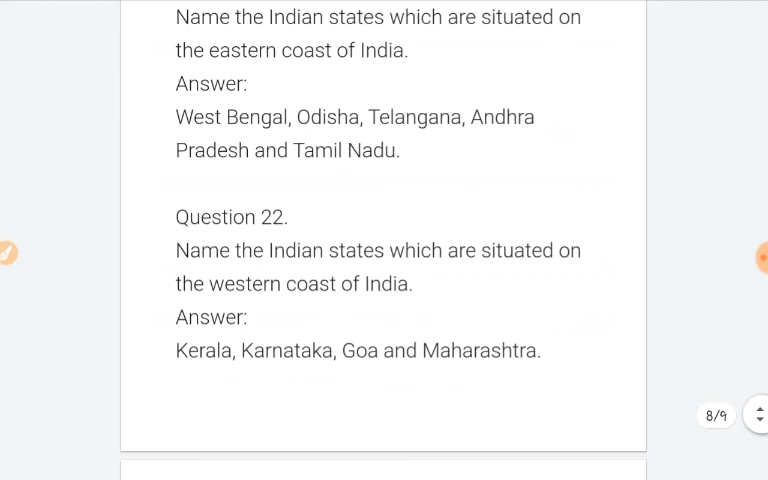 Name the Indian states which are situated on
the eastern coast of India.
Answer:
West Bengal, Odisha, Telangana, Andhra
Pradesh and Tamil Nadu.
Question 22.
Name the Indian states which are situated on
the western coast of India.
Answer:
Kerala, Karnataka, Goa and Maharashtra.
8/9